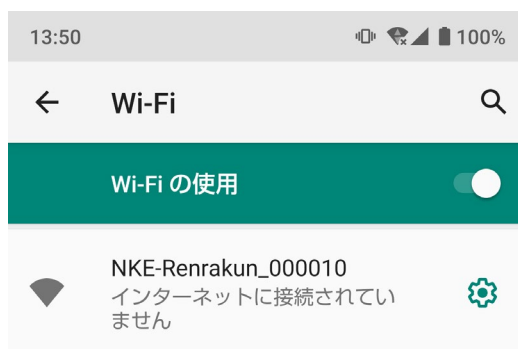 13:50 100%
Wi-Fi
Wi-Fi の使用
NKE-Renrakun_000010
インターネットに接続されてい
ません